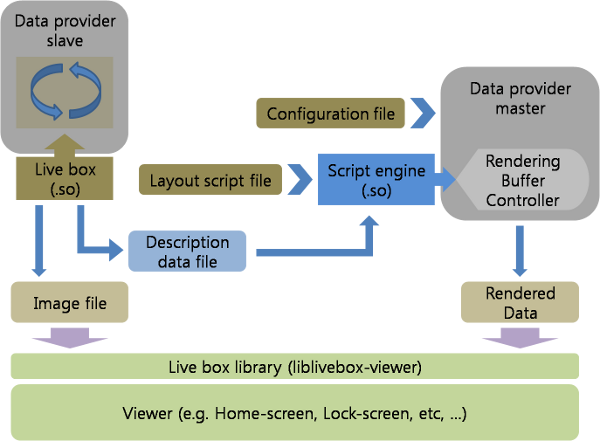 Data provider
slave
Live box
(.so)
Configuration file
Data provider
master
Layout script file
Script engine
(.so)
Rendering
Buffer
Controller
Description
data file
Image file
Rendered
Data
Live box library (liblivebox-viewer)
Viewer (e.g. Home-screen, Lock-screen, etc, ...)